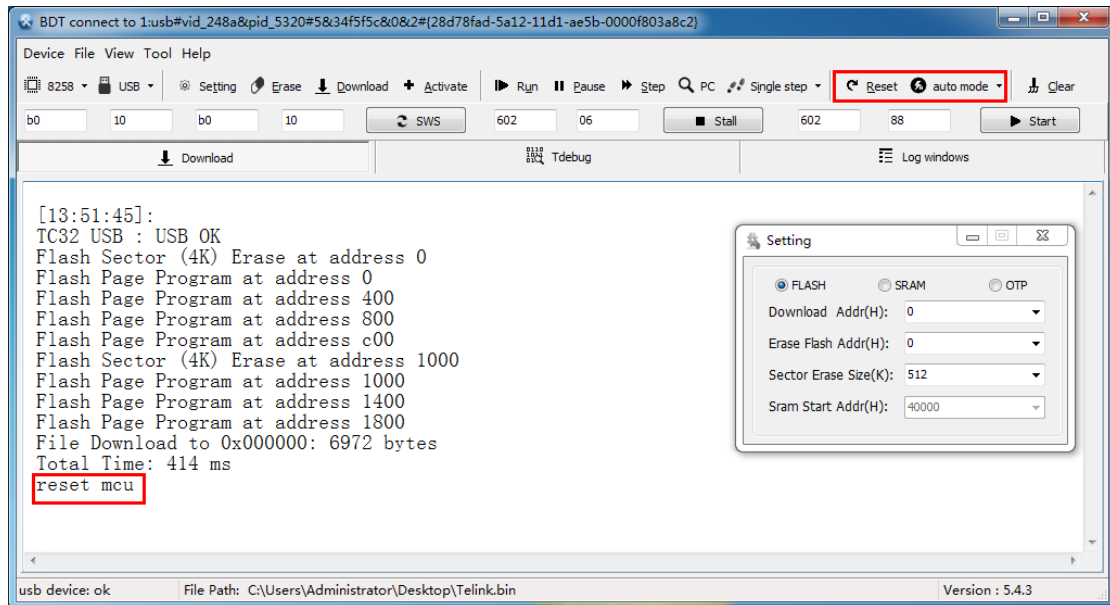 BDT connect to 1:usb#vid_248a&pid_5320#5&34f5f5c&0&2#{28d78fad-5a12-11d1-ae5b-0000f803a8c2}
Device File View Tool Help
8258 USB Setting Erase Download Activate Run Pause Step PC Single step Reset auto mode Clear
b0 10 b0 10 SWS 602 06 Stall 602 88 Start
Download Tdebug Log windows
[13:51:45]:
TC32 USB : USB OK
Flash Sector (4K) Erase at address 0
Flash Page Program at address 0
Flash Page Program at address 400
Flash Page Program at address 800
Flash Page Program at address c00
Flash Sector (4K) Erase at address 1000
Flash Page Program at address 1000
Flash Page Program at address 1400
Flash Page Program at address 1800
File Download to 0x000000: 6972 bytes
Total Time: 414 ms
reset mcu
Setting
FLASH SRAM OTP
Download Addr(H): 0
Erase Flash Addr(H): 0
Sector Erase Size(K): 512
Sram Start Addr(H): 40000
usb device: ok File Path: C:\Users\Administrator\Desktop\Telink.bin Version : 5.4.3